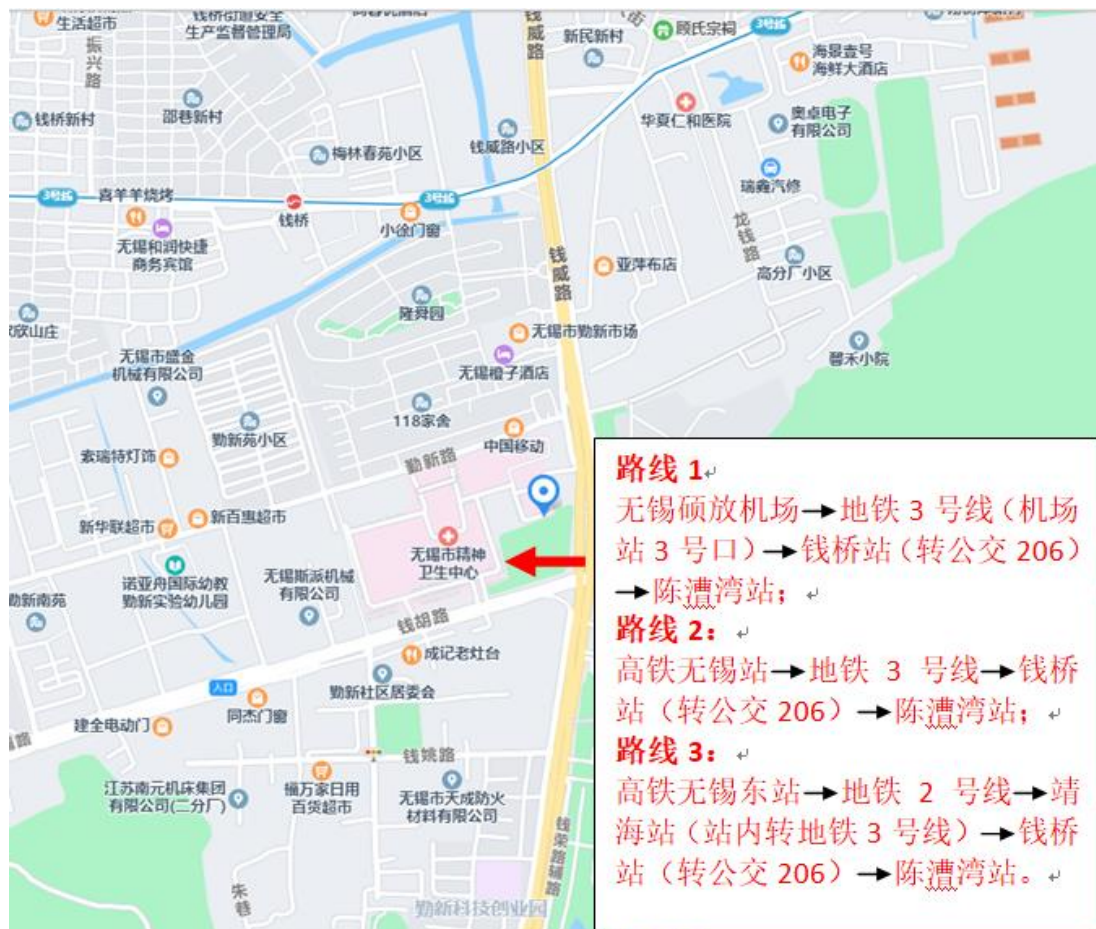 生活超市
钱桥街道安全
生产监督管理局
振兴路
钱威路
新民新村
顾氏宗祠
3号线
海景壹号
海鲜大酒店
钱桥新村
邵巷新村
梅林春苑小区
钱威路小区
华夏仁和医院
奥卓电子
有限公司
瑞鑫汽修
3号线
喜羊羊烧烤
3号线
钱桥
小徐门窗
无锡和润快捷
商务宾馆
龙钱路
钱威路
亚萍布店
高分厂小区
隆舜园
欣山庄
无锡市勤新市场
无锡市盛金
机械有限公司
无锡橙子酒店
馨禾小院
118家舍
勤新苑小区
中国移动
索瑞特灯饰
勤新路
新百惠超市
新华联超市
无锡市精神
卫生中心
诺亚舟国际幼教
勤新实验幼儿园
无锡斯派机械
有限公司
勤新南苑
钱胡路
成记老灶台
勤新社区居委会
入口
同杰门窗
建全电动门
钱姚路
江苏南元机床集团
有限公司(二分厂)
福万家日用
百货超市
无锡市天成防火
材料有限公司
钱荣路辅路
朱巷
勤新科技创业园
路线 1
无锡硕放机场→地铁 3 号线（机场
站 3 号口）→钱桥站（转公交 206）
→陈漕湾站；
路线 2：
高铁无锡站→地铁 3 号线→钱桥
站（转公交 206）→陈漕湾站；
路线 3：
高铁无锡东站→地铁 2 号线→靖
海站（站内转地铁 3 号线）→钱桥
站（转公交 206）→陈漕湾站。